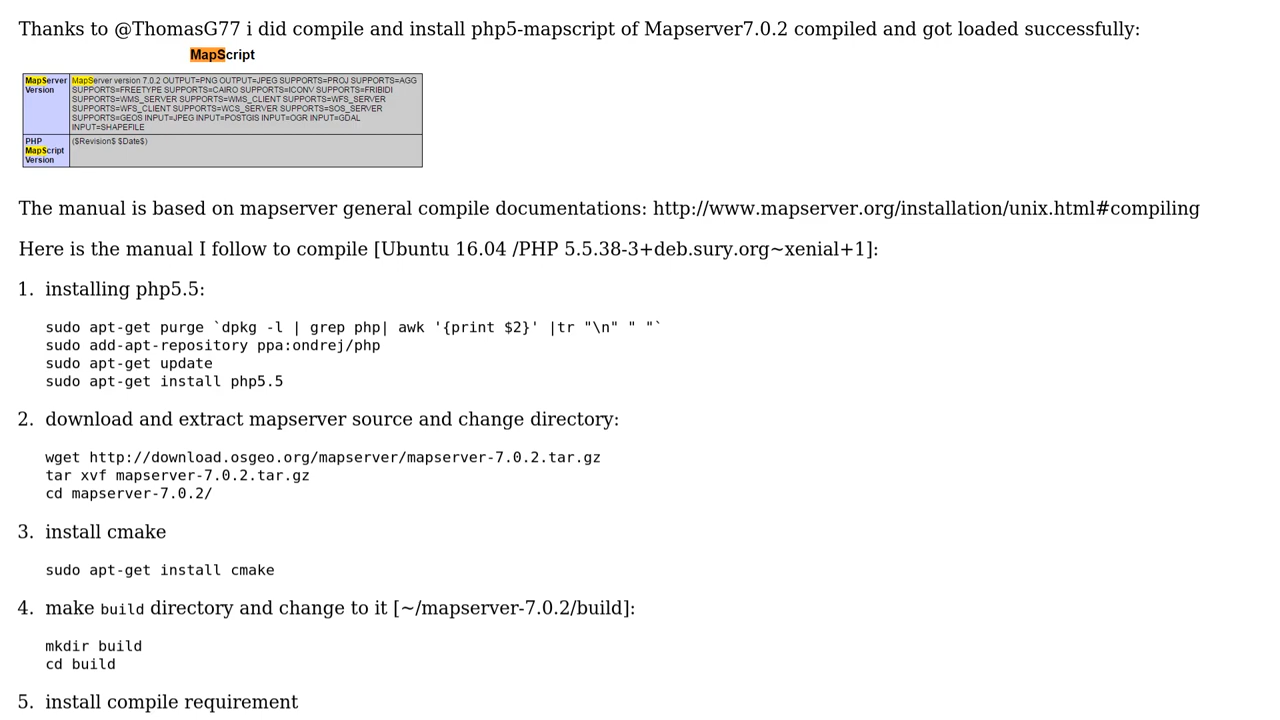 Thanks to @ThomasG77 i did compile and install php5-mapscript of Mapserver7.0.2 compiled and got loaded successfully:
MapScript
MapServer Version
MapServer version 7.0.2 OUTPUT=PNG OUTPUT=JPEG SUPPORTS=PROJ SUPPORTS=AGG
SUPPORTS=FREETYPE SUPPORTS=CAIRO SUPPORTS=ICONV SUPPORTS=FRIBIDI
SUPPORTS=WMS_SERVER SUPPORTS=WMS_CLIENT SUPPORTS=WFS_SERVER
SUPPORTS=WFS_CLIENT SUPPORTS=WCS_SERVER SUPPORTS=SOS_SERVER
SUPPORTS=GEOS INPUT=JPEG INPUT=POSTGIS INPUT=OGR INPUT=GDAL
INPUT=SHAPEFILE
PHP MapScript Version
($Revision$ $Date$)
The manual is based on mapserver general compile documentations: http://www.mapserver.org/installation/unix.html#compiling
Here is the manual I follow to compile [Ubuntu 16.04 /PHP 5.5.38-3+deb.sury.org~xenial+1]:
1. installing php5.5:
sudo apt-get purge `dpkg -l | grep php| awk '{print $2}' |tr "\n" " "`
sudo add-apt-repository ppa:ondrej/php
sudo apt-get update
sudo apt-get install php5.5
2. download and extract mapserver source and change directory:
wget http://download.osgeo.org/mapserver/mapserver-7.0.2.tar.gz
tar xvf mapserver-7.0.2.tar.gz
cd mapserver-7.0.2/
3. install cmake
sudo apt-get install cmake
4. make build directory and change to it [~/mapserver-7.0.2/build]:
mkdir build
cd build
5. install compile requirement